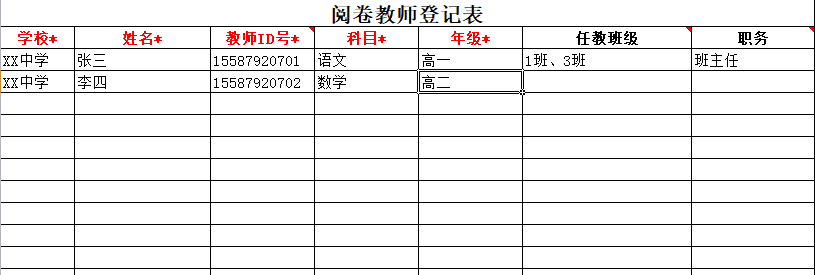 阅卷教师登记表
学校* 姓名* 教师ID号* 科目* 年级* 任教班级 职务
XX中学 张三 15587920701 语文 高一 1班、3班 班主任
XX中学 李四 15587920702 数学 高二